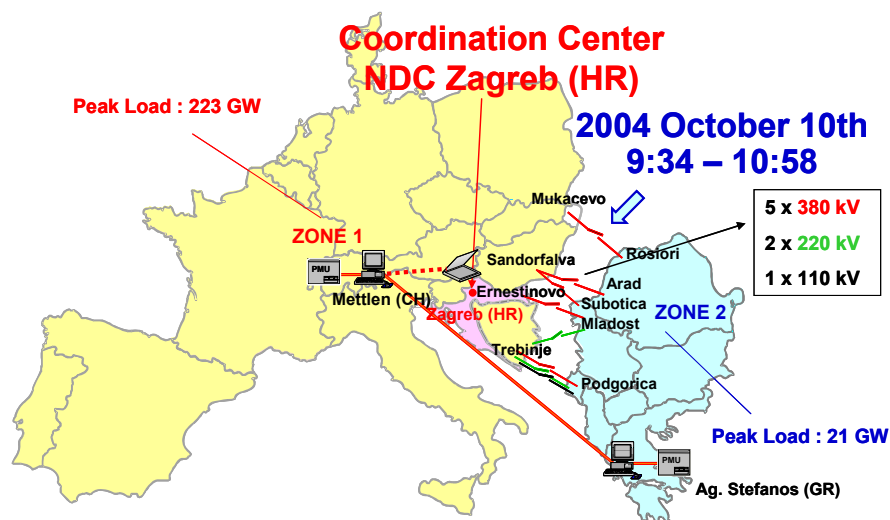 Coordination Center
NDC Zagreb (HR)
Peak Load : 223 GW
2004 October 10th
9:34 – 10:58
Mukacevo
5 x 380 kV
2 x 220 kV
1 x 110 kV
ZONE 1
Rosiori
Sandorfalva
PMU
Arad
Ernestinovo
Mettlen (CH)
Subotica
Zagreb (HR)
ZONE 2
Mladost
Trebinje
Podgorica
Peak Load : 21 GW
PMU
Ag. Stefanos (GR)